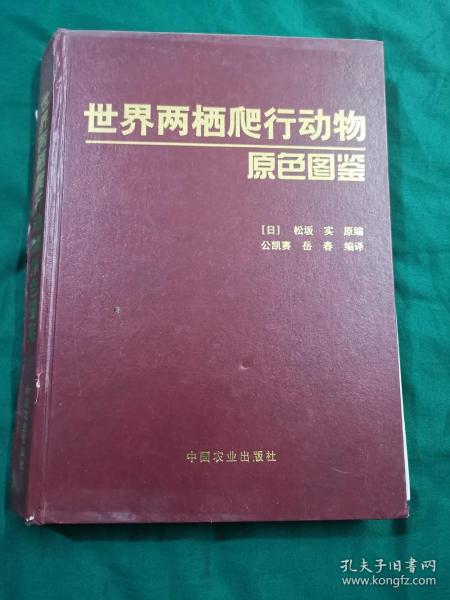 世界两栖爬行动物
原色图鉴
[日] 松坂 实 原编
公凯赛 岳春 编译
中国农业出版社
孔夫子旧书网
www.kongfz.com